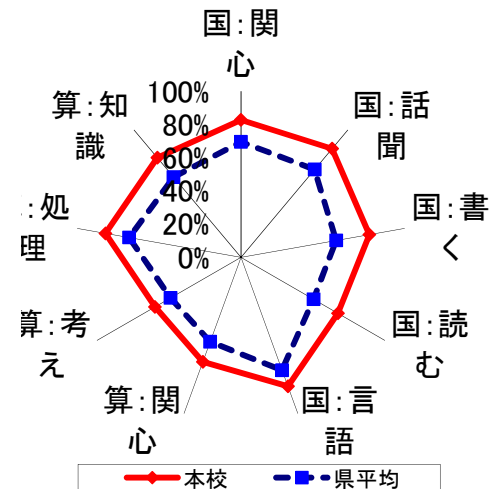 国:関
心
国:話
聞
国:書
く
国:読
む
国:言
語
算:関
心
算:考
え
:処
理
算:知
識
100%
80%
60%
40%
20%
0%
本校
県平均